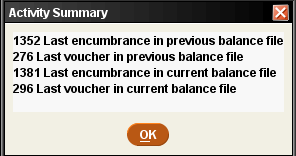 Activity Summary
1352 Last encumbrance in previous balance file
276 Last voucher in previous balance file
1381 Last encumbrance in current balance file
296 Last voucher in current balance file
OK